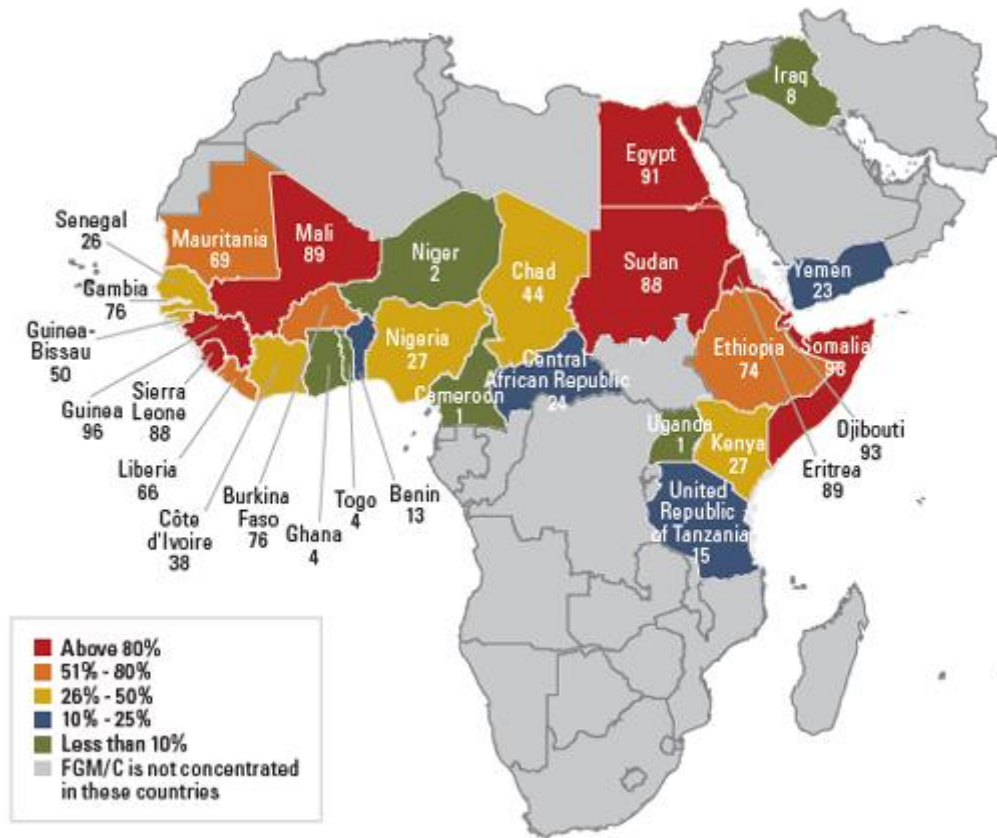 Iraq
8
Egypt
91
Senegal
26
Mauritania
69
Mali
89
Niger
2
Chad
44
Sudan
88
Yemen
23
Gambia
76
Guinea-
Bissau
50
Nigeria
27
Ethiopia
74
Somalia
98
Guinea
96
Sierra
Leone
88
Central
African Republic
24
Cameroon
1
Uganda
1
Kenya
27
Djibouti
93
Eritrea
89
Liberia
66
Côte
d'Ivoire
38
Burkina
Faso
76
Ghana
4
Togo
4
Benin
13
United
Republic
of Tanzania
15
Above 80%
51% - 80%
26% - 50%
10% - 25%
Less than 10%
FGM/C is not concentrated
in these countries